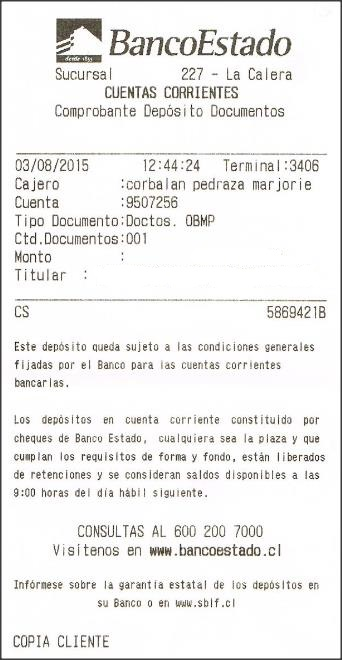 BancoEstado
desde 1855
Sucursal 227 - La Calera
CUENTAS CORRIENTES
Comprobante Depósito Documentos
03/08/2015 12:44:24 Terminal:3406
Cajero :corbalan pedraza marjorie
Cuenta :9507256
Tipo Documento:Doctos. OBMP
Ctd.Documentos:001
Monto :
Titular :
CS 5869421B
Este depósito queda sujeto a las condiciones generales
fijadas por el Banco para las cuentas corrientes
bancarias.
Los depósitos en cuenta corriente constituido por
cheques de Banco Estado, cualquiera sea la plaza y que
cumplan los requisitos de forma y fondo, están liberados
de retenciones y se consideran saldos disponibles a las
9:00 horas del día hábil siguiente.
CONSULTAS AL 600 200 7000
Visítenos en www.bancoestado.cl
Infórmese sobre la garantía estatal de los depósitos en
su Banco o en www.sbif.cl
COPIA CLIENTE